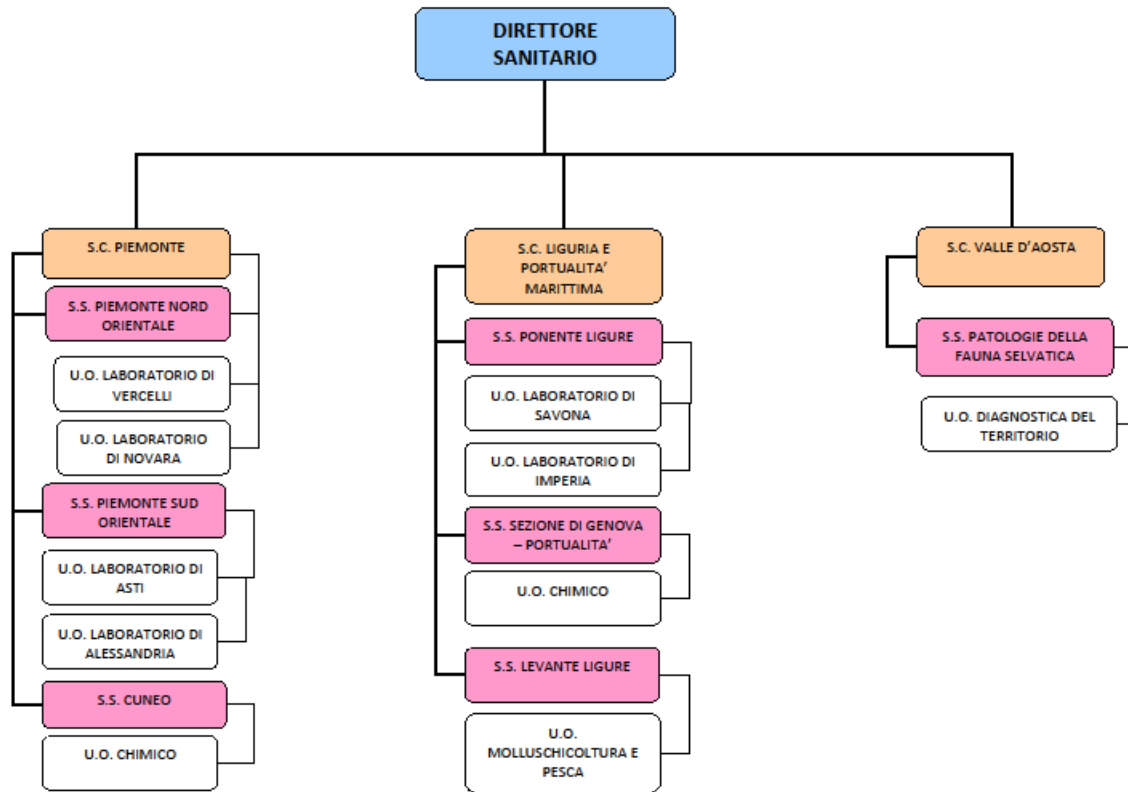 DIRETTORE
SANITARIO
S.C. PIEMONTE
S.S. PIEMONTE NORD
ORIENTALE
U.O. LABORATORIO DI
VERCELLI
U.O. LABORATORIO
DI NOVARA
S.S. PIEMONTE SUD
ORIENTALE
U.O. LABORATORIO DI
ASTI
U.O. LABORATORIO DI
ALESSANDRIA
S.S. CUNEO
U.O. CHIMICO
S.C. LIGURIA E
PORTUALITA’
MARITTIMA
S.S. PONENTE LIGURE
U.O. LABORATORIO DI
SAVONA
U.O. LABORATORIO DI
IMPERIA
S.S. SEZIONE DI GENOVA
– PORTUALITA’
U.O. CHIMICO
S.S. LEVANTE LIGURE
U.O.
MOLLUSCHICOLTURA E
PESCA
S.C. VALLE D’AOSTA
S.S. PATOLOGIE DELLA
FAUNA SELVATICA
U.O. DIAGNOSTICA DEL
TERRITORIO